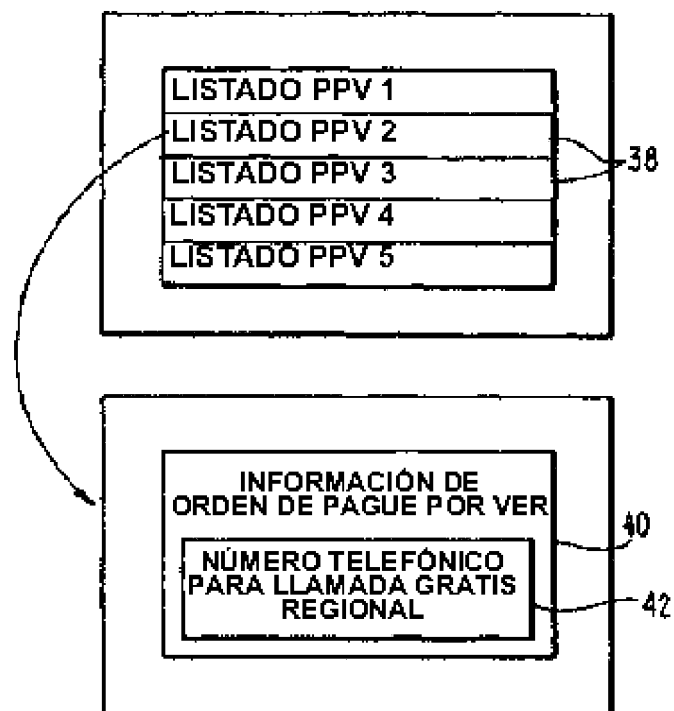 LISTADO PPV 1
LISTADO PPV 2
LISTADO PPV 3
LISTADO PPV 4
LISTADO PPV 5
38
INFORMACIÓN DE
ORDEN DE PAGUE POR VER
40
NÚMERO TELEFÓNICO
PARA LLAMADA GRATIS
REGIONAL
42